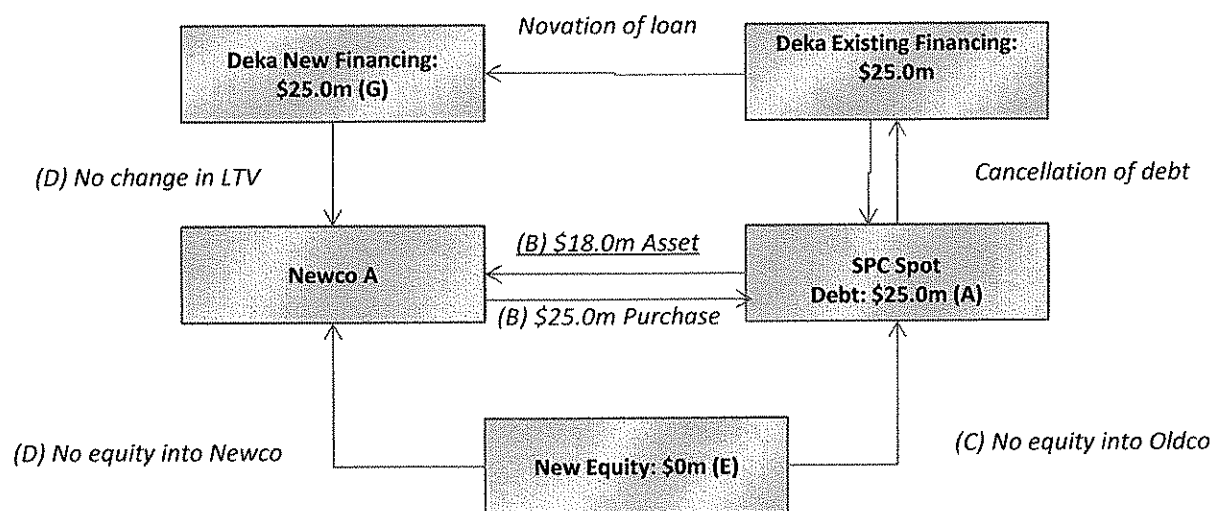 Novation of loan
Deka New Financing:
$25.0m (G)
Deka Existing Financing:
$25.0m
(D) No change in LTV
Cancellation of debt
(B) $18.0m Asset
Newco A
SPC Spot
Debt: $25.0m (A)
(B) $25.0m Purchase
(D) No equity into Newco
(C) No equity into Oldco
New Equity: $0m (E)